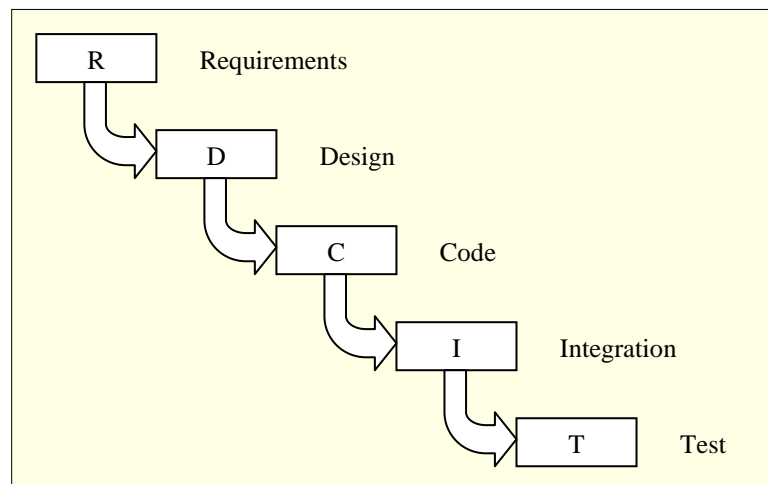 R Requirements
D Design
C Code
I Integration
T Test